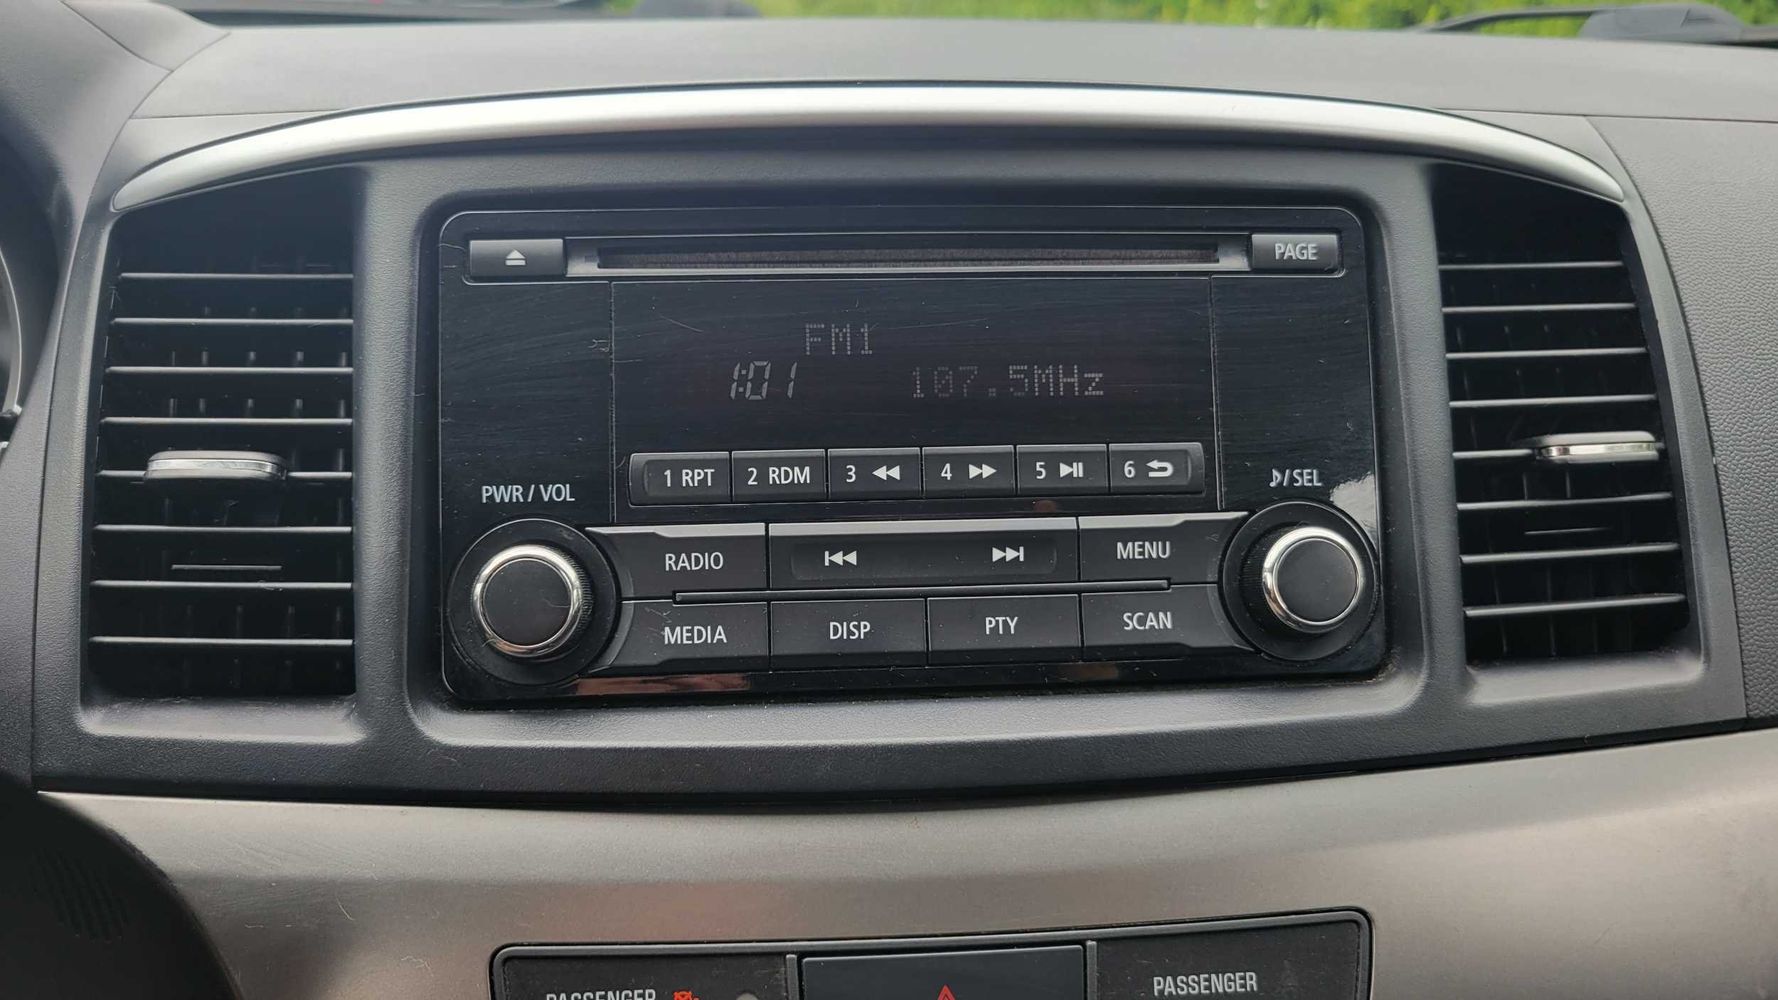 PAGE
FM1
1:01 107.5MHz
1 RPT 2 RDM 3 4 5 6
PWR / VOL
/ SEL
RADIO MENU
MEDIA DISP PTY SCAN
PASSENGER PASSENGER